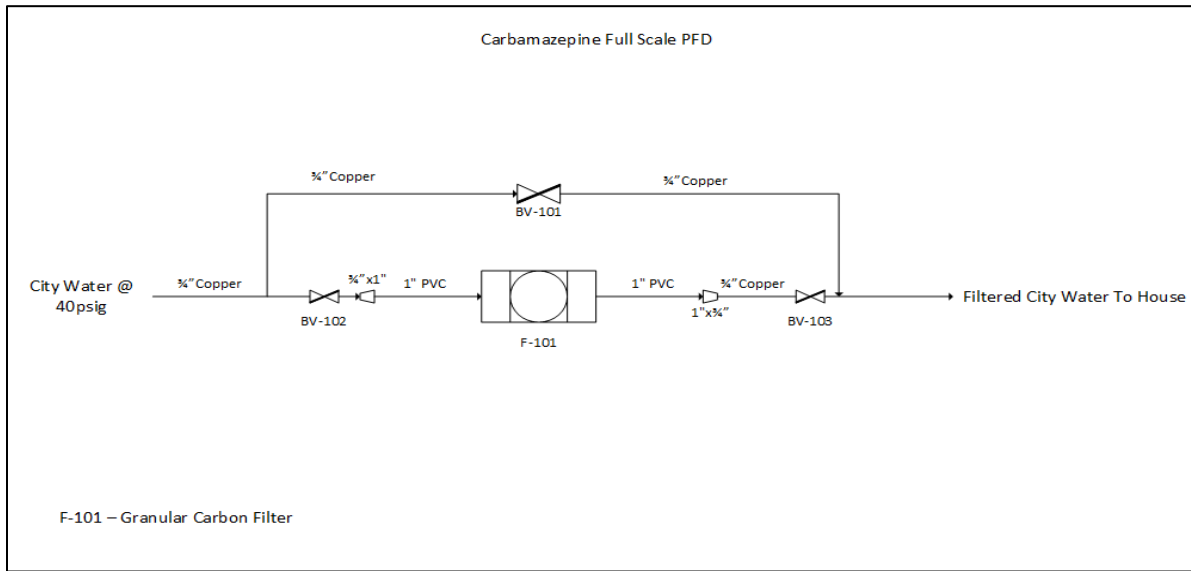 Carbamazepine Full Scale PFD
¾" Copper
¾" Copper
BV-101
City Water @
40psig
¾" Copper
¾"x1"
1" PVC
1" PVC
¾" Copper
1"x¾"
Filtered City Water To House
BV-102
BV-103
F-101
F-101 – Granular Carbon Filter